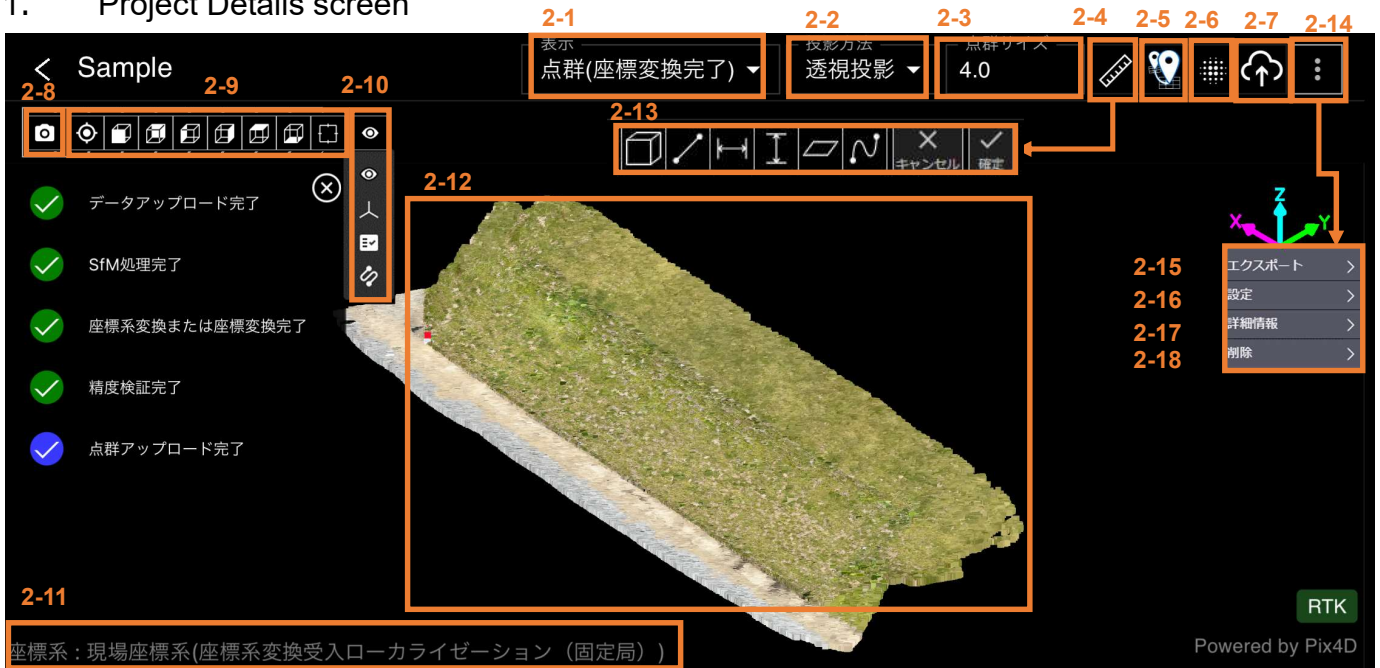 1. Project Details screen
2-1
2-2
2-3
2-4
2-5
2-6
2-7
2-14
Sample
表示
点群(座標変換完了)
投影方法
透視投影
点群サイズ
4.0
2-8
2-9
2-10
2-13
キャンセル
確定
2-12
データアップロード完了
SfM処理完了
座標系変換または座標変換完了
精度検証完了
点群アップロード完了
Z
X
Y
2-15
エクスポート
2-16
設定
2-17
詳細情報
2-18
削除
2-11
座標系：現場座標系(座標系変換受入ローカライゼーション（固定局）)
RTK
Powered by Pix4D